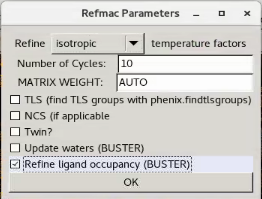 Refmac Parameters
Refine isotropic temperature factors
Number of Cycles: 10
MATRIX WEIGHT: AUTO
TLS (find TLS groups with phenix.findtlsgroups)
NCS (if applicable
Twin?
Update waters (BUSTER)
Refine ligand occupancy (BUSTER)
OK